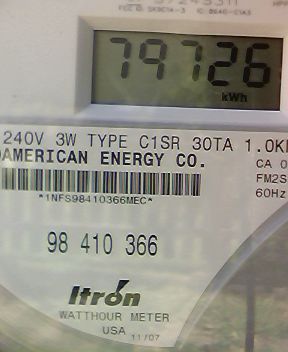 79726
kWh
240V 3W TYPE C1SR 30TA 1.0K
AMERICAN ENERGY CO.
CA 0
FM2S
*1NFS98410366MEC*
60Hz
98 410 366
Itrón
WATTHOUR METER
USA 11/07